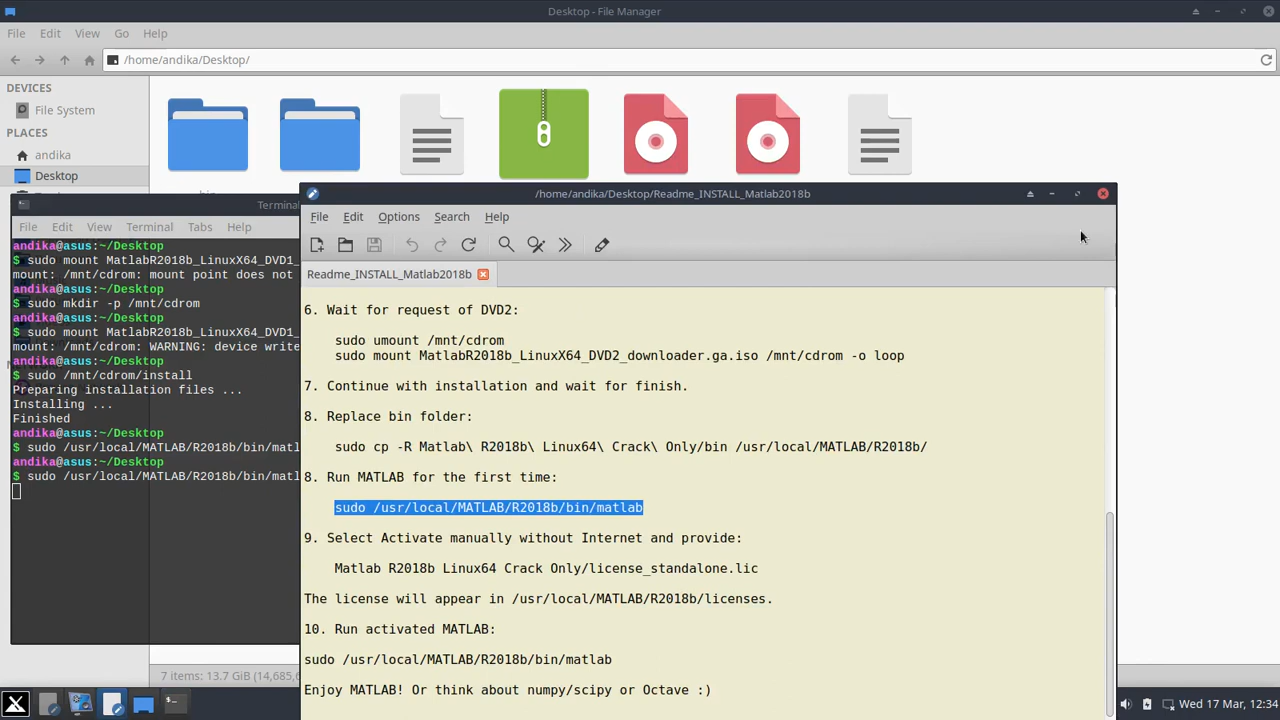 Desktop - File Manager
File Edit View Go Help
/home/andika/Desktop/
DEVICES
File System
PLACES
andika
Desktop
7 items: 13.7 GiB (14,685,6
Termina
File Edit View Terminal Tabs Help
andika@asus:~/Desktop
$ sudo mount MatlabR2018b_LinuxX64_DVD1_
mount: /mnt/cdrom: mount point does not
andika@asus:~/Desktop
$ sudo mkdir -p /mnt/cdrom
andika@asus:~/Desktop
$ sudo mount MatlabR2018b_LinuxX64_DVD1_
mount: /mnt/cdrom: WARNING: device write
andika@asus:~/Desktop
$ sudo /mnt/cdrom/install
Preparing installation files ...
Installing ...
Finished
andika@asus:~/Desktop
$ sudo /usr/local/MATLAB/R2018b/bin/matl
andika@asus:~/Desktop
$ sudo /usr/local/MATLAB/R2018b/bin/matl
/home/andika/Desktop/Readme_INSTALL_Matlab2018b
File Edit Options Search Help
Readme_INSTALL_Matlab2018b
6. Wait for request of DVD2:
sudo umount /mnt/cdrom
sudo mount MatlabR2018b_LinuxX64_DVD2_downloader.ga.iso /mnt/cdrom -o loop
7. Continue with installation and wait for finish.
8. Replace bin folder:
sudo cp -R Matlab\ R2018b\ Linux64\ Crack\ Only/bin /usr/local/MATLAB/R2018b/
8. Run MATLAB for the first time:
sudo /usr/local/MATLAB/R2018b/bin/matlab
9. Select Activate manually without Internet and provide:
Matlab R2018b Linux64 Crack Only/license_standalone.lic
The license will appear in /usr/local/MATLAB/R2018b/licenses.
10. Run activated MATLAB:
sudo /usr/local/MATLAB/R2018b/bin/matlab
Enjoy MATLAB! Or think about numpy/scipy or Octave :)
Wed 17 Mar, 12:34